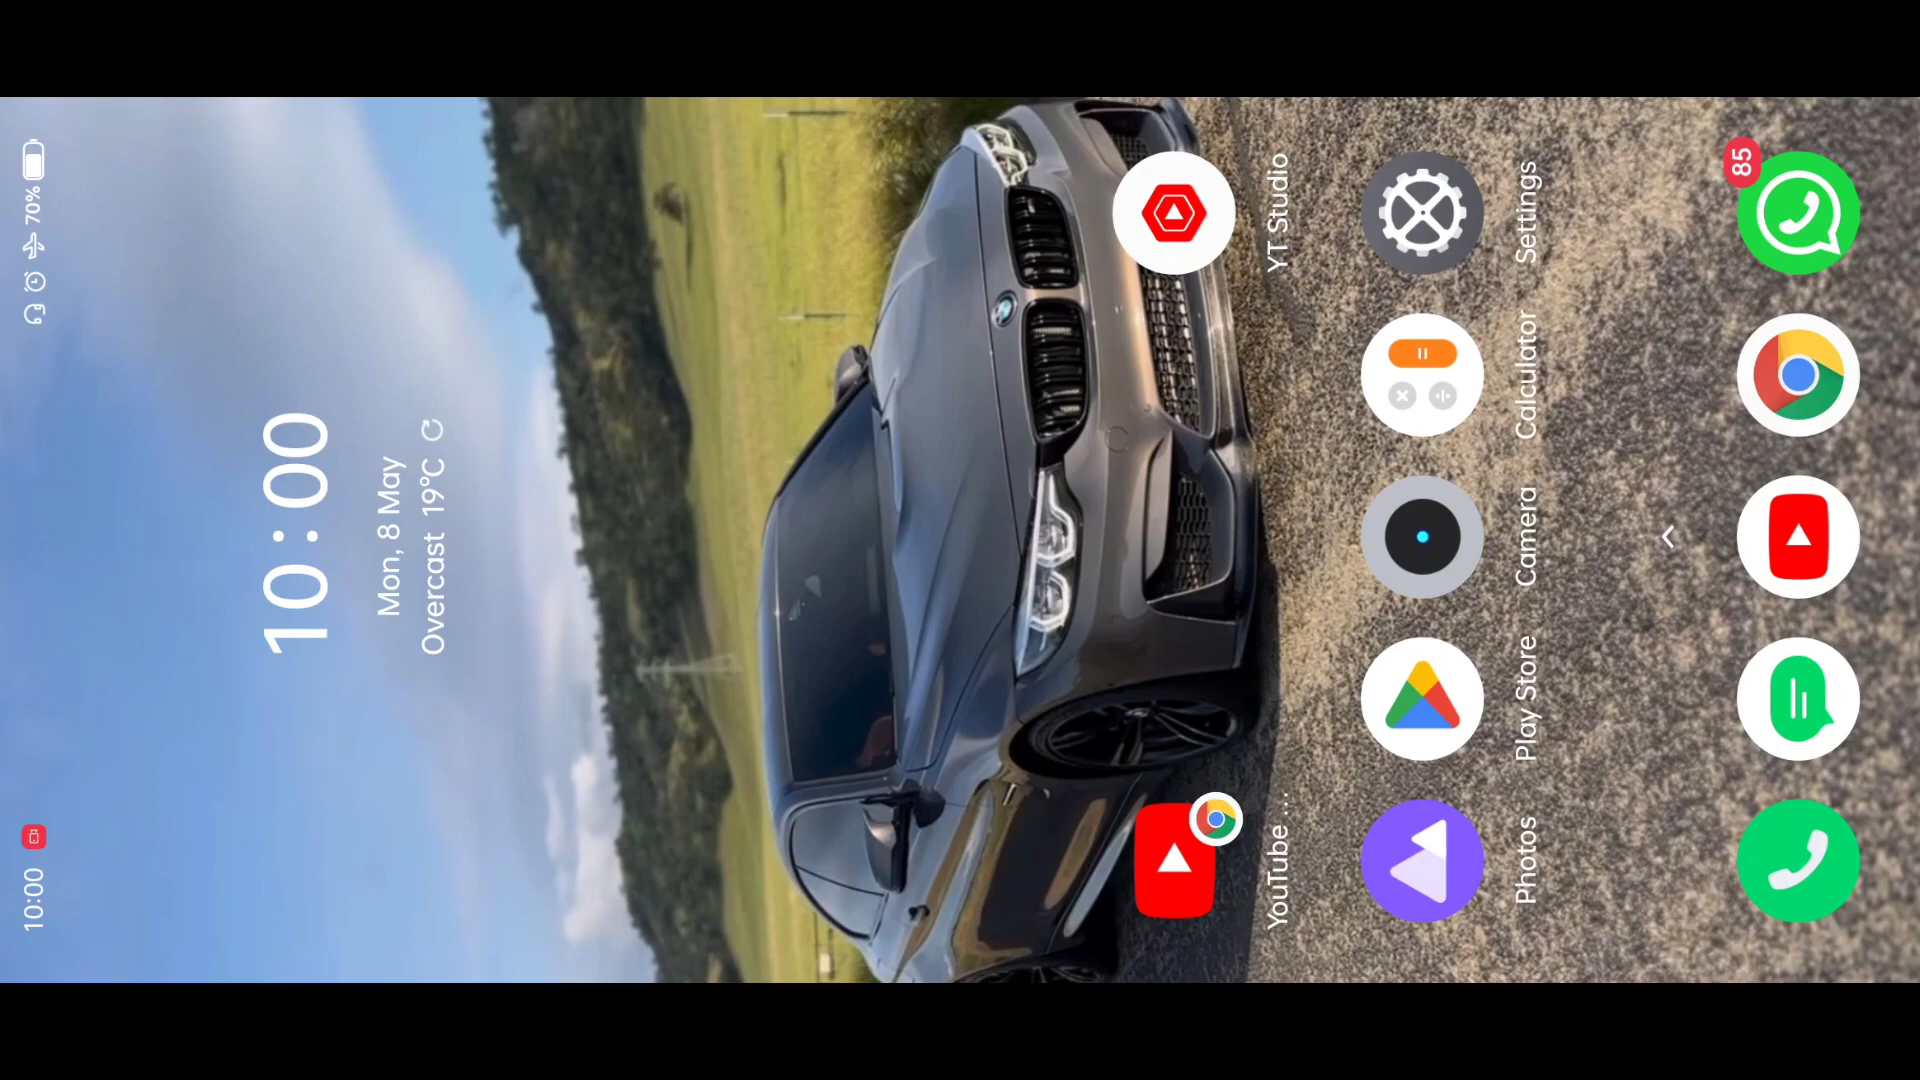 10:00
70%
10:00
Mon, 8 May
Overcast 19°C
YouTube ...
YT Studio
Photos
Play Store
Camera
Calculator
Settings
85